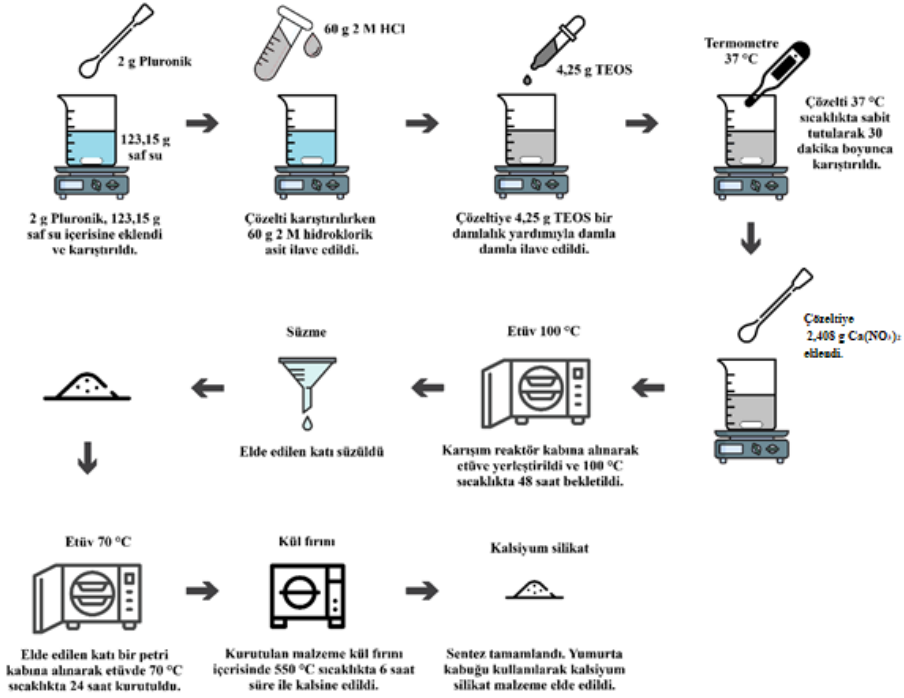 2 g Pluronik
123,15 g
saf su
2 g Pluronik, 123,15 g
saf su içerisine eklendi
ve karıştırıldı.
60 g 2 M HCl
Çözelti karıştırılırken
60 g 2 M hidroklorik
asit ilave edildi.
4,25 g TEOS
Çözeltiye 4,25 g TEOS bir
damlalık yardımıyla damla
damla ilave edildi.
Termometre
37 °C
Çözelti 37 °C
sıcaklıkta sabit
tutularak 30
dakika boyunca
karıştırıldı.
Çözeltiye
2,408 g Ca(NO₃)₂
eklendi.
Etüv 100 °C
Karışım reaktör kabına alınarak
etüve yerleştirildi ve 100 °C
sıcaklıkta 48 saat bekletildi.
Süzme
Elde edilen katı süzüldü
Etüv 70 °C
Elde edilen katı bir petri
kabına alınarak etüvde 70 °C
sıcaklıkta 24 saat kurutuldu.
Kül fırını
Kurutulan malzeme kül fırını
içerisinde 550 °C sıcaklıkta 6 saat
süre ile kalsine edildi.
Kalsiyum silikat
Sentez tamamlandı. Yumurta
kabuğu kullanılarak kalsiyum
silikat malzeme elde edildi.